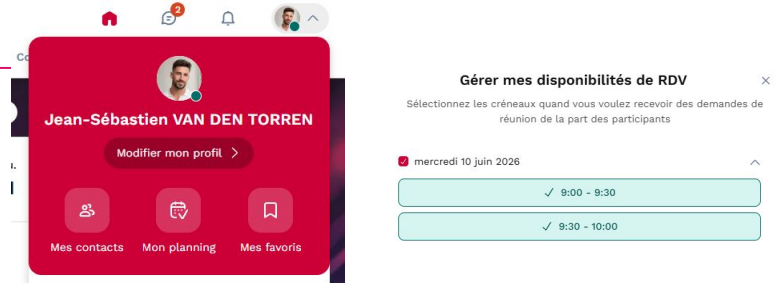 2
Co
Jean-Sébastien VAN DEN TORREN
Modifier mon profil
Mes contacts
Mon planning
Mes favoris
Gérer mes disponibilités de RDV
Sélectionnez les créneaux quand vous voulez recevoir des demandes de
réunion de la part des participants
mercredi 10 juin 2026
9:00 - 9:30
9:30 - 10:00